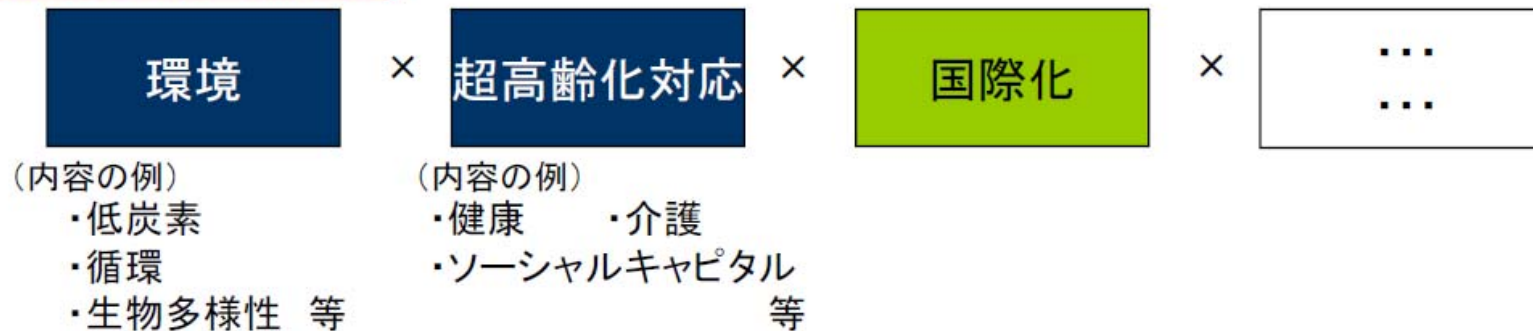 環境 × 超高齢化対応 × 国際化 × ・・・
・・・
（内容の例）
・低炭素
・循環
・生物多様性 等
（内容の例）
・健康 ・介護
・ソーシャルキャピタル
等